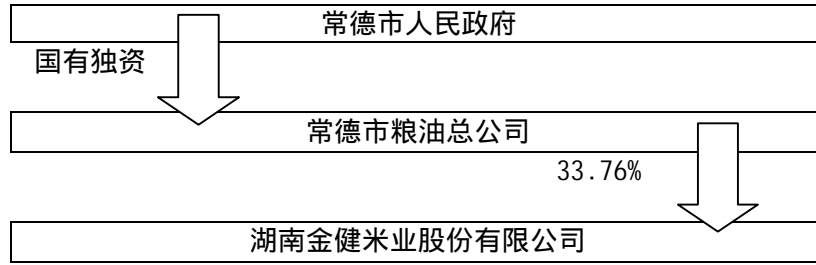 常德市人民政府
国有独资
常德市粮油总公司
33.76%
湖南金健米业股份有限公司